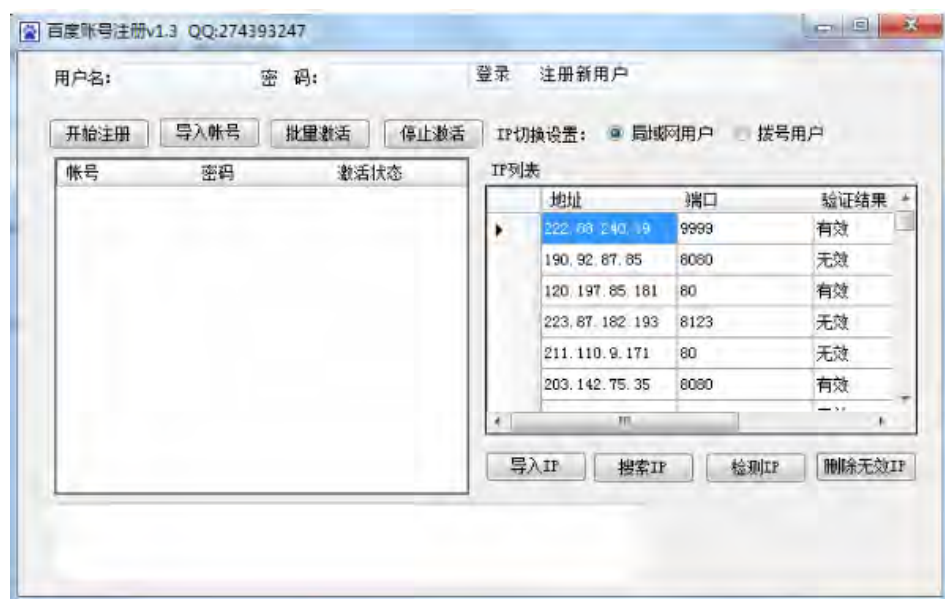 百度账号注册v1.3 QQ:274393247
用户名: 密 码: 登录 注册新用户
开始注册 导入帐号 批量激活 停止激活 IP切换设置: 局域网用户 拨号用户
帐号 密码 激活状态 IP列表
地址 端口 验证结果
222.88.240.19 9999 有效
190.92.87.85 8080 无效
120.197.85.181 80 有效
223.87.182.193 8123 无效
211.110.9.171 80 无效
203.142.75.35 8080 有效
导入IP 搜索IP 检测IP 删除无效IP